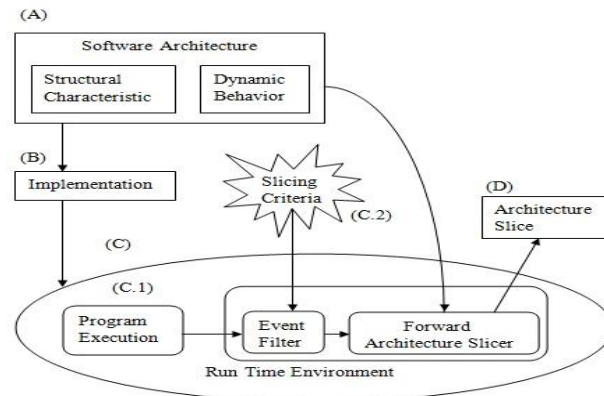 (A)
Software Architecture
Structural
Characteristic
Dynamic
Behavior
(B)
Implementation
Slicing
Criteria
(C.2)
(D)
Architecture
Slice
(C)
(C.1)
Program
Execution
Event
Filter
Forward
Architecture Slicer
Run Time Environment